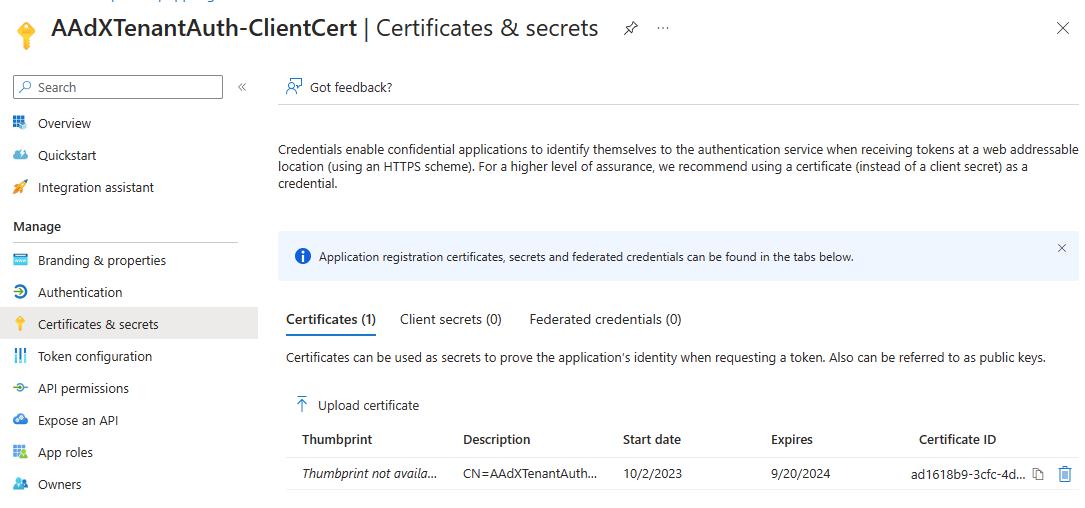 AAdXTenantAuth-ClientCert | Certificates & secrets
Search
Got feedback?
Overview
Quickstart
Integration assistant
Manage
Branding & properties
Authentication
Certificates & secrets
Token configuration
API permissions
Expose an API
App roles
Owners
Credentials enable confidential applications to identify themselves to the authentication service when receiving tokens at a web addressable
location (using an HTTPS scheme). For a higher level of assurance, we recommend using a certificate (instead of a client secret) as a
credential.
Application registration certificates, secrets and federated credentials can be found in the tabs below.
Certificates (1) Client secrets (0) Federated credentials (0)
Certificates can be used as secrets to prove the application's identity when requesting a token. Also can be referred to as public keys.
Upload certificate
Thumbprint Description Start date Expires Certificate ID
Thumbprint not availa... CN=AAdXTenantAuth... 10/2/2023 9/20/2024 ad1618b9-3cfc-4d...